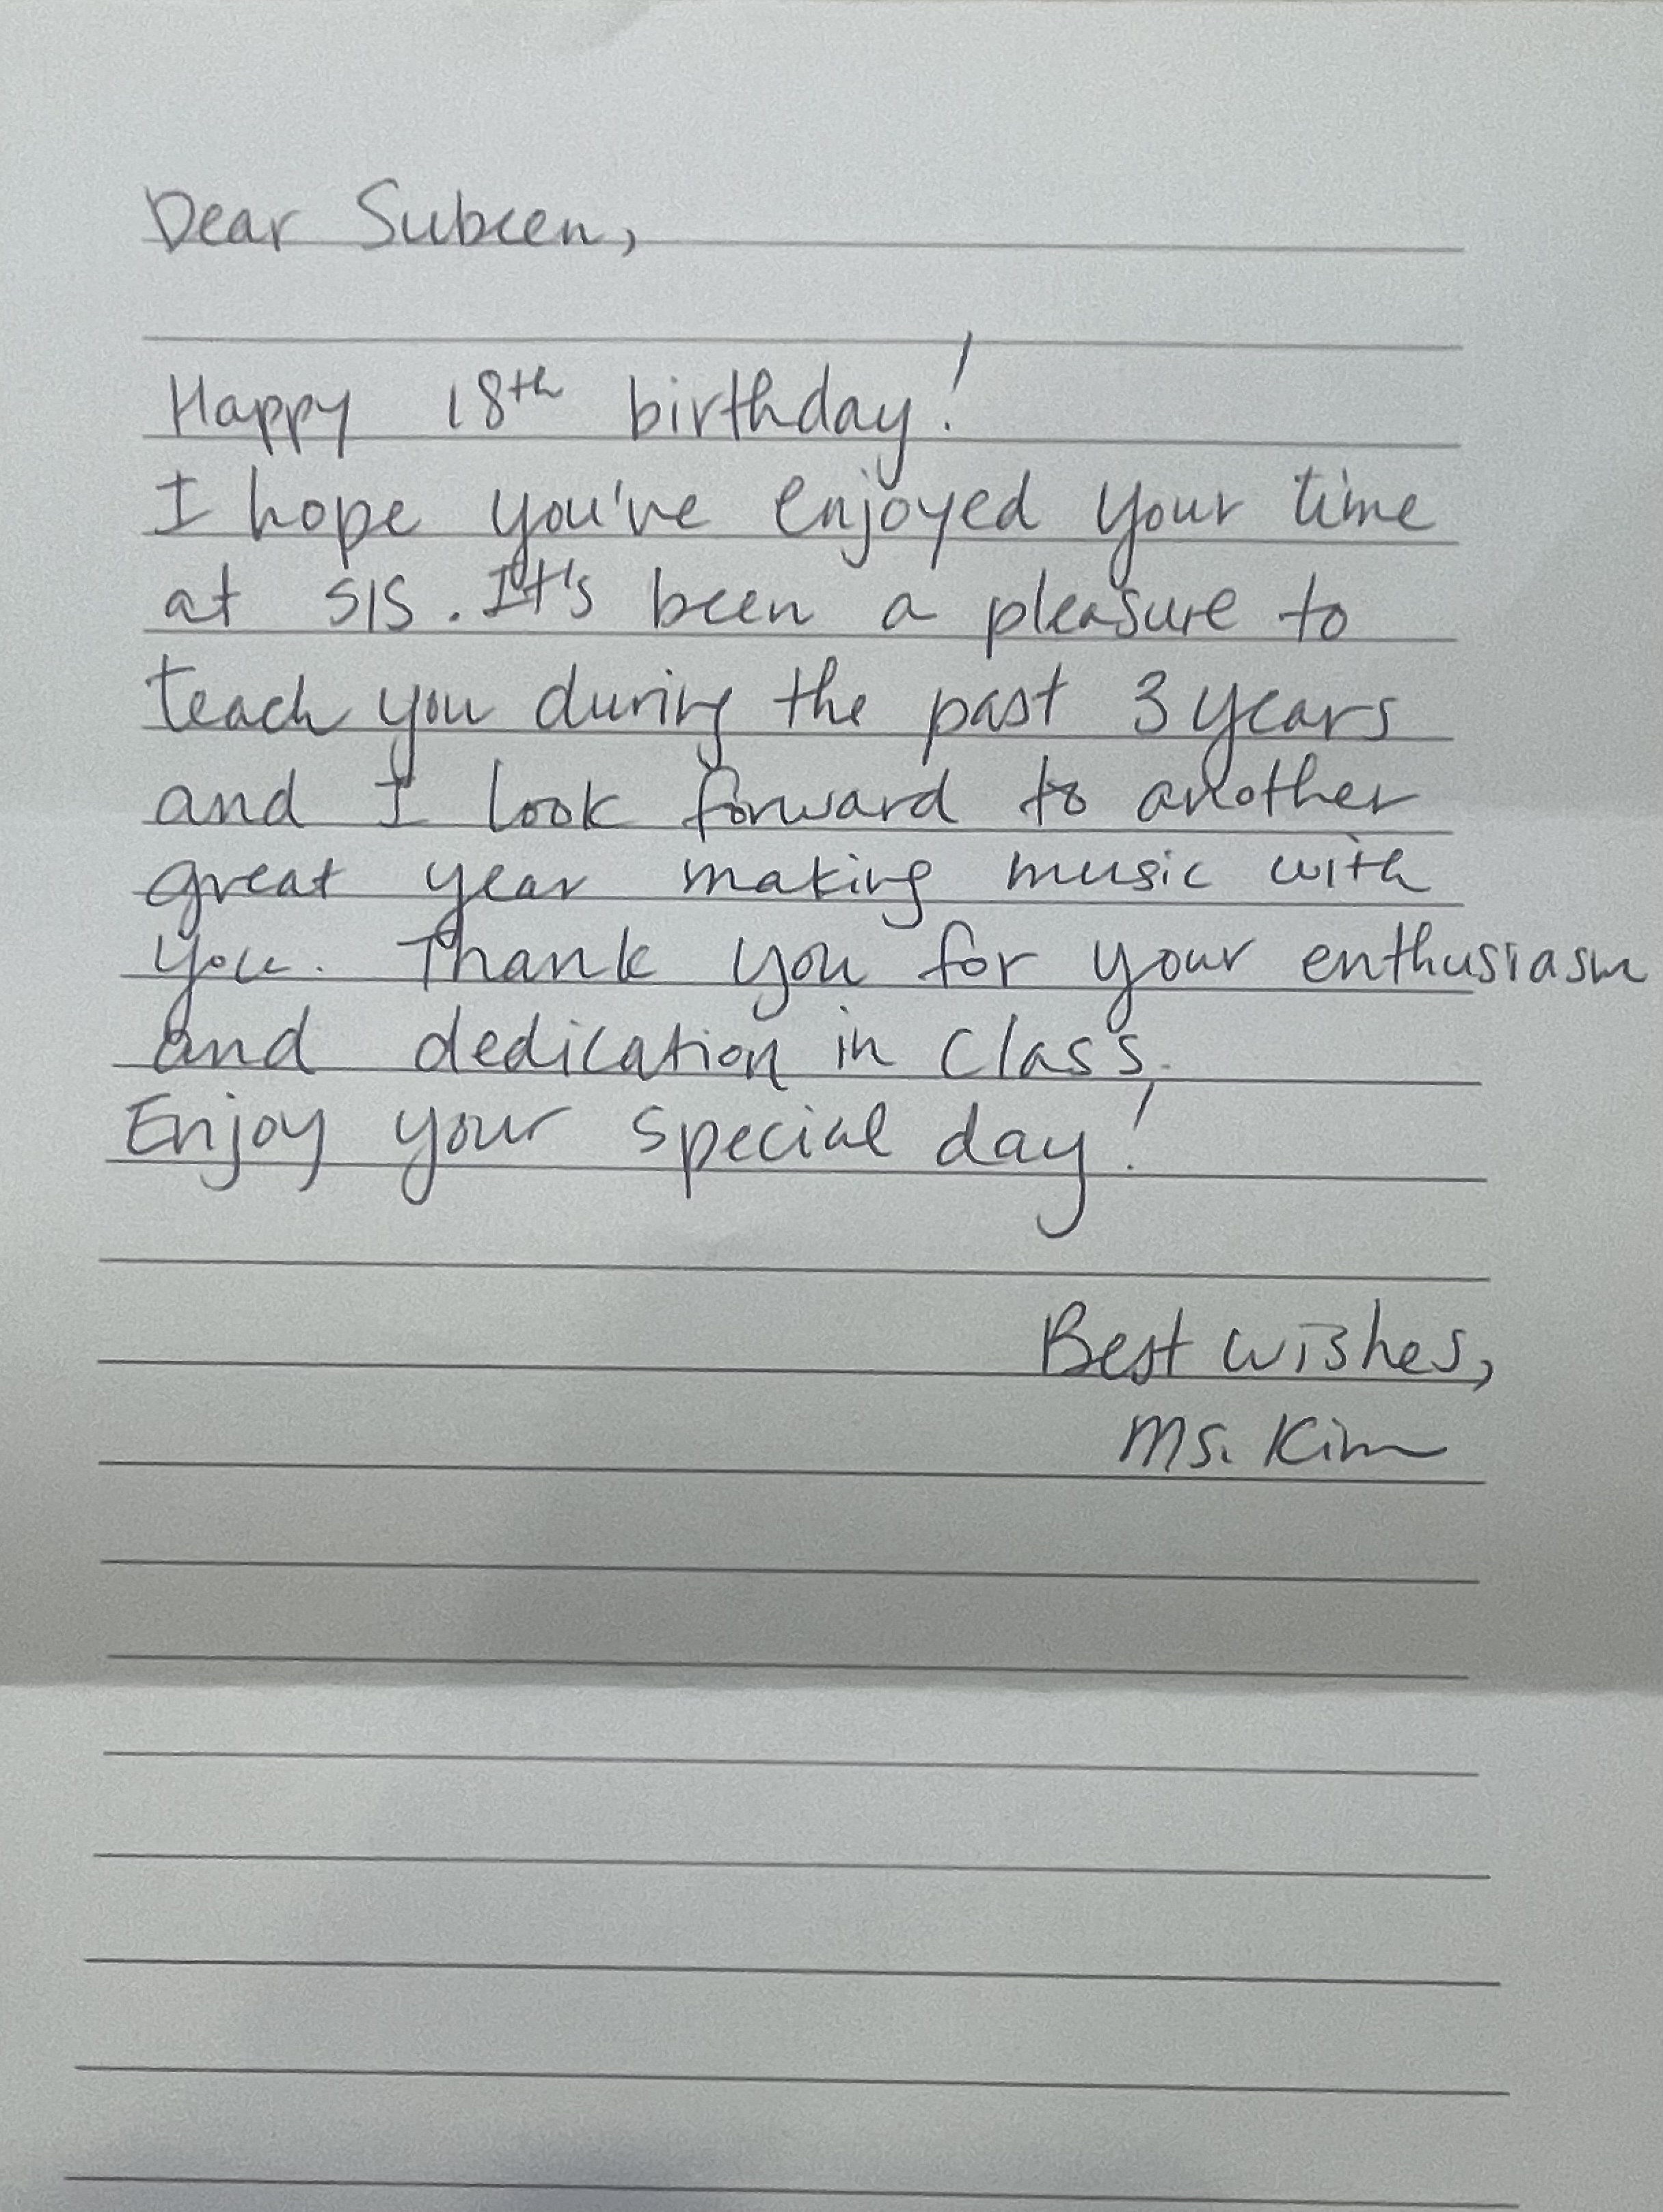 Dear Subeen,
Happy 18th birthday!
I hope you've enjoyed your time
at SIS. It's been a pleasure to
teach you during the past 3 years
and I look forward to another
great year making music with
you. Thank you for your enthusiasm
and dedication in class.
Enjoy your special day!
Best wishes,
Ms. Kim